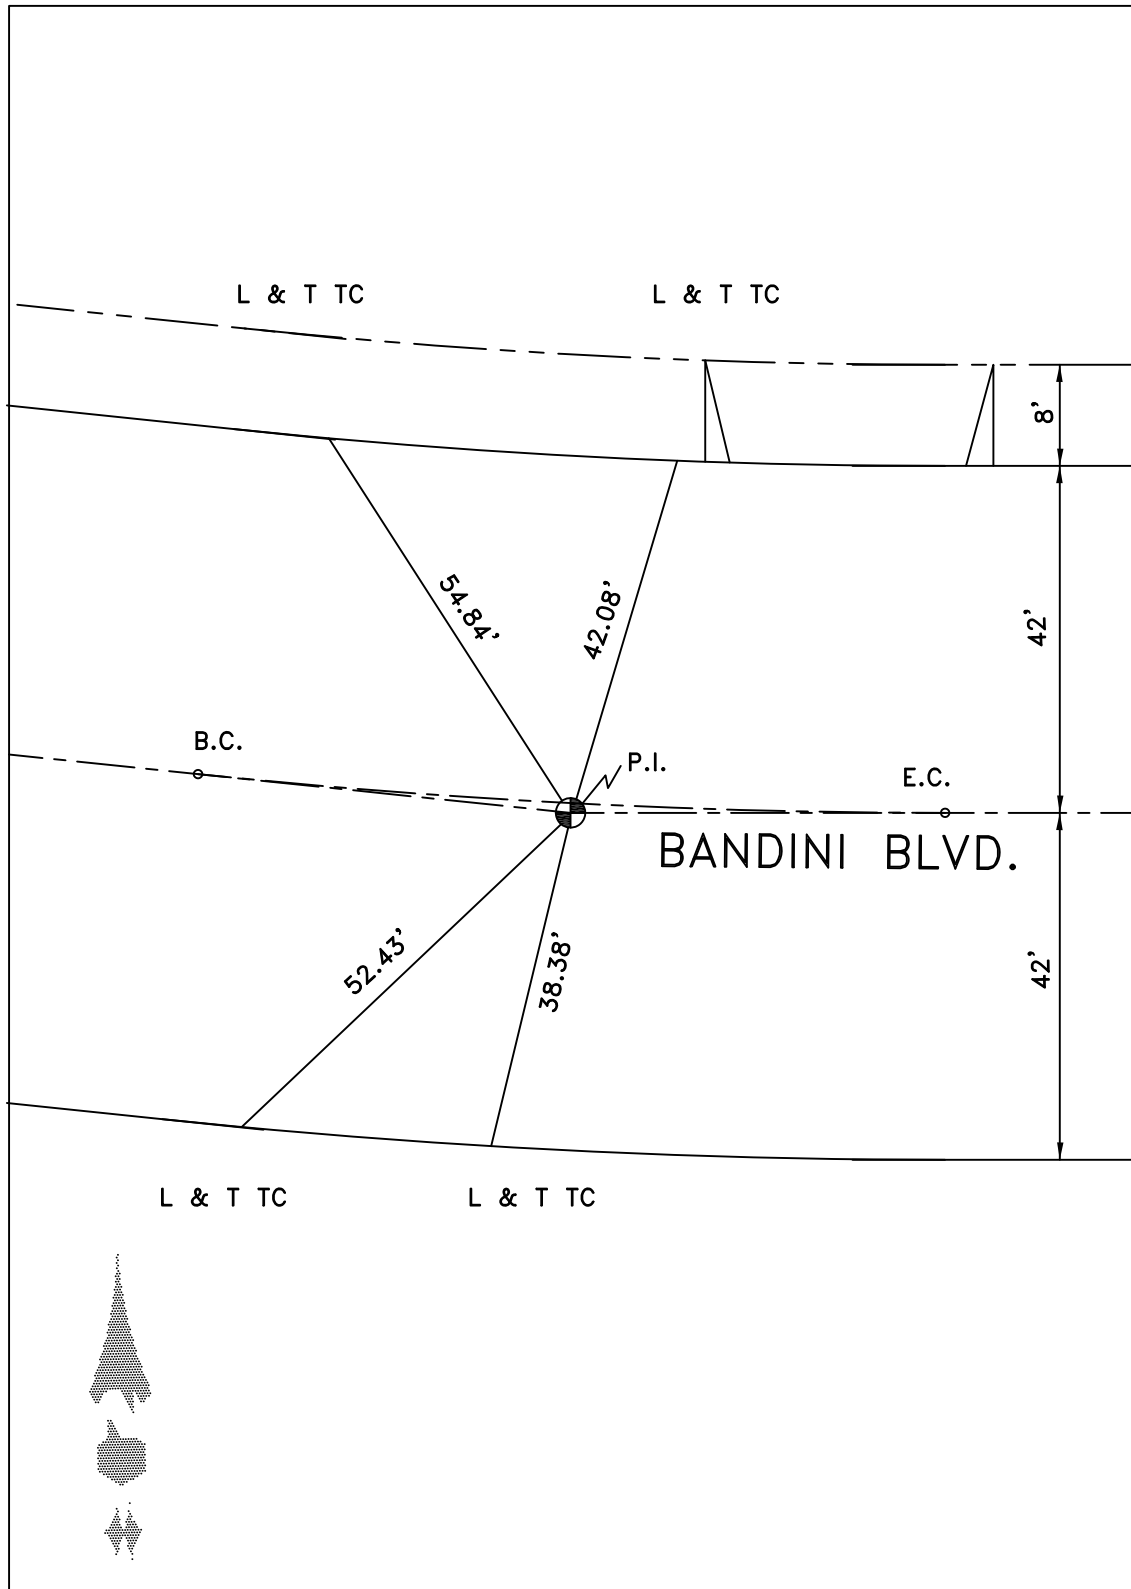 L & T TC
L & T TC
8'
54.84'
42.08'
42'
B.C.
P.I.
E.C.
BANDINI BLVD.
52.43'
38.38'
42'
L & T TC
L & T TC